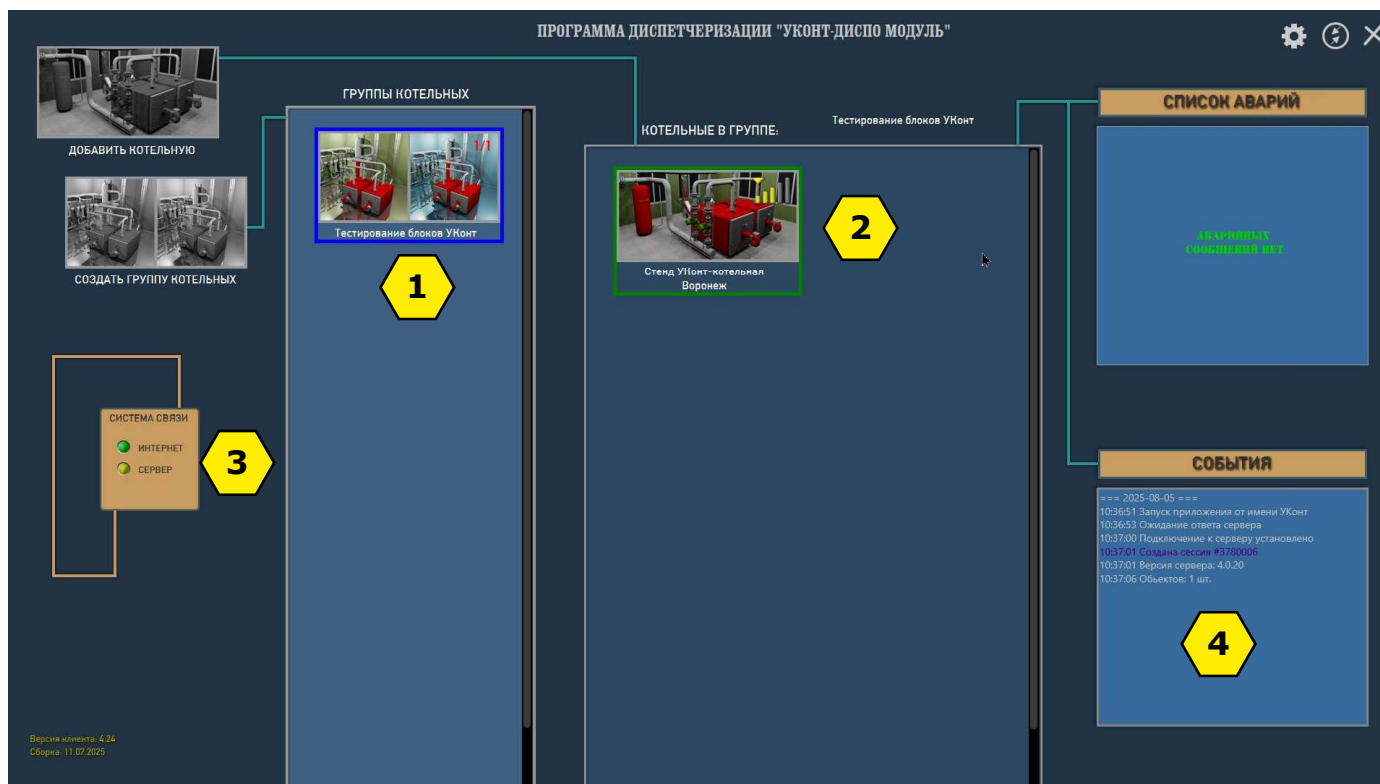 ПРОГРАММА ДИСПЕТЧЕРИЗАЦИИ "УКОНТ-ДИСПО МОДУЛЬ"
ДОБАВИТЬ КОТЕЛЬНУЮ
СОЗДАТЬ ГРУППУ КОТЕЛЬНЫХ
ГРУППЫ КОТЕЛЬНЫХ
1/1
Тестирование блоков УКонт
1
КОТЕЛЬНЫЕ В ГРУППЕ:
Тестирование блоков УКонт
Стенд УКонт-котельная
Воронеж
2
СИСТЕМА СВЯЗИ
ИНТЕРНЕТ
СЕРВЕР
3
СПИСОК АВАРИЙ
АВАРИЙНЫХ
СООБЩЕНИЙ НЕТ
СОБЫТИЯ
=== 2025-08-05 ===
10:36:51 Запуск приложения от имени УКонт
10:36:53 Ожидание ответа сервера
10:37:00 Подключение к серверу установлено
10:37:01 Создана сессия #3780006
10:37:01 Версия сервера: 4.0.20
10:37:06 Обьектов: 1 шт.
4
Версия клиента: 4.24
Сборка: 11.07.2025